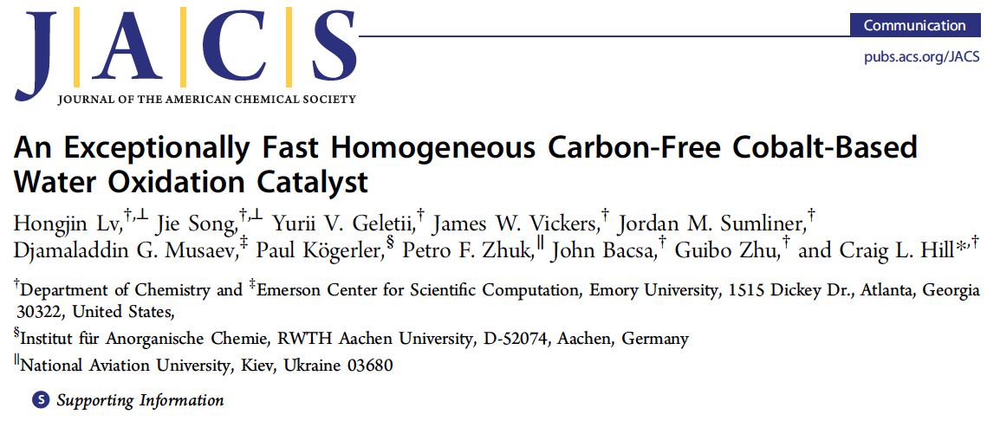 J|A|C|S
JOURNAL OF THE AMERICAN CHEMICAL SOCIETY
Communication
pubs.acs.org/JACS
An Exceptionally Fast Homogeneous Carbon-Free Cobalt-Based
Water Oxidation Catalyst
Hongjin Lv,†,⊥ Jie Song,†,⊥ Yurii V. Geletii,† James W. Vickers,† Jordan M. Sumliner,†
Djamaladdin G. Musaev,‡ Paul Kögerler,§ Petro F. Zhuk,∥ John Bacsa,† Guibo Zhu,† and Craig L. Hill*,†
†Department of Chemistry and ‡Emerson Center for Scientific Computation, Emory University, 1515 Dickey Dr., Atlanta, Georgia
30322, United States,
§Institut für Anorganische Chemie, RWTH Aachen University, D-52074, Aachen, Germany
∥National Aviation University, Kiev, Ukraine 03680
S Supporting Information